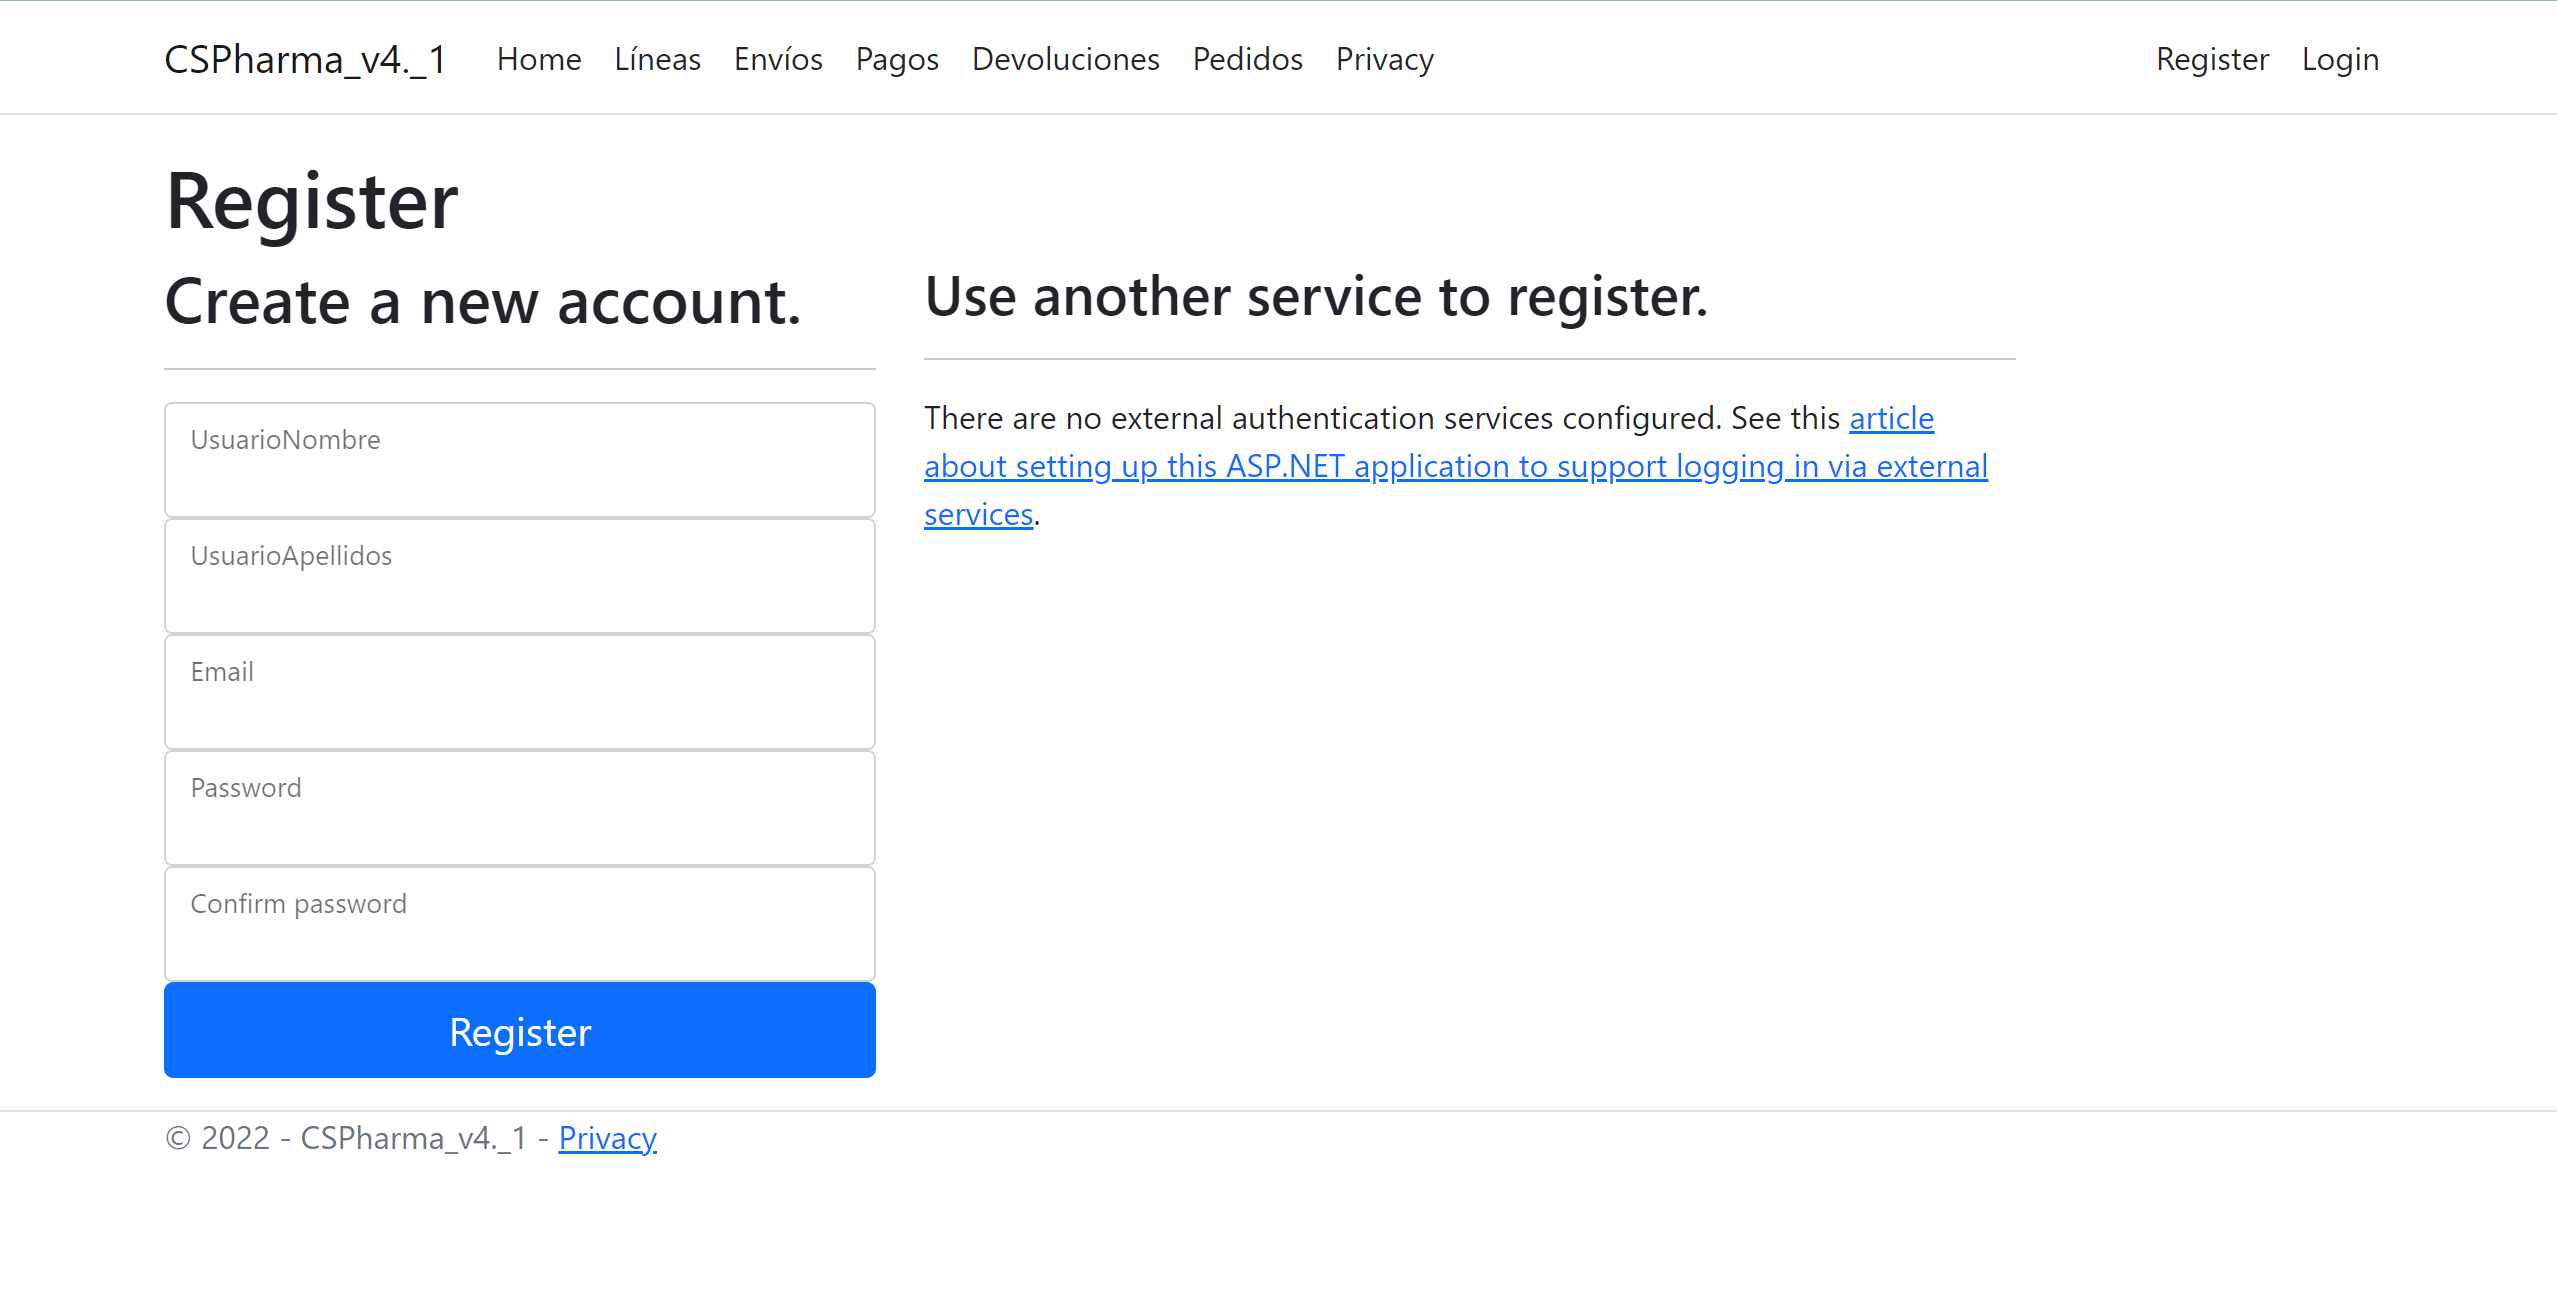 CSPharma_v4._1 Home Líneas Envíos Pagos Devoluciones Pedidos Privacy Register Login
Register
Create a new account.
UsuarioNombre
UsuarioApellidos
Email
Password
Confirm password
Register
Use another service to register.
There are no external authentication services configured. See this article
about setting up this ASP.NET application to support logging in via external
services.
© 2022 - CSPharma_v4._1 - Privacy